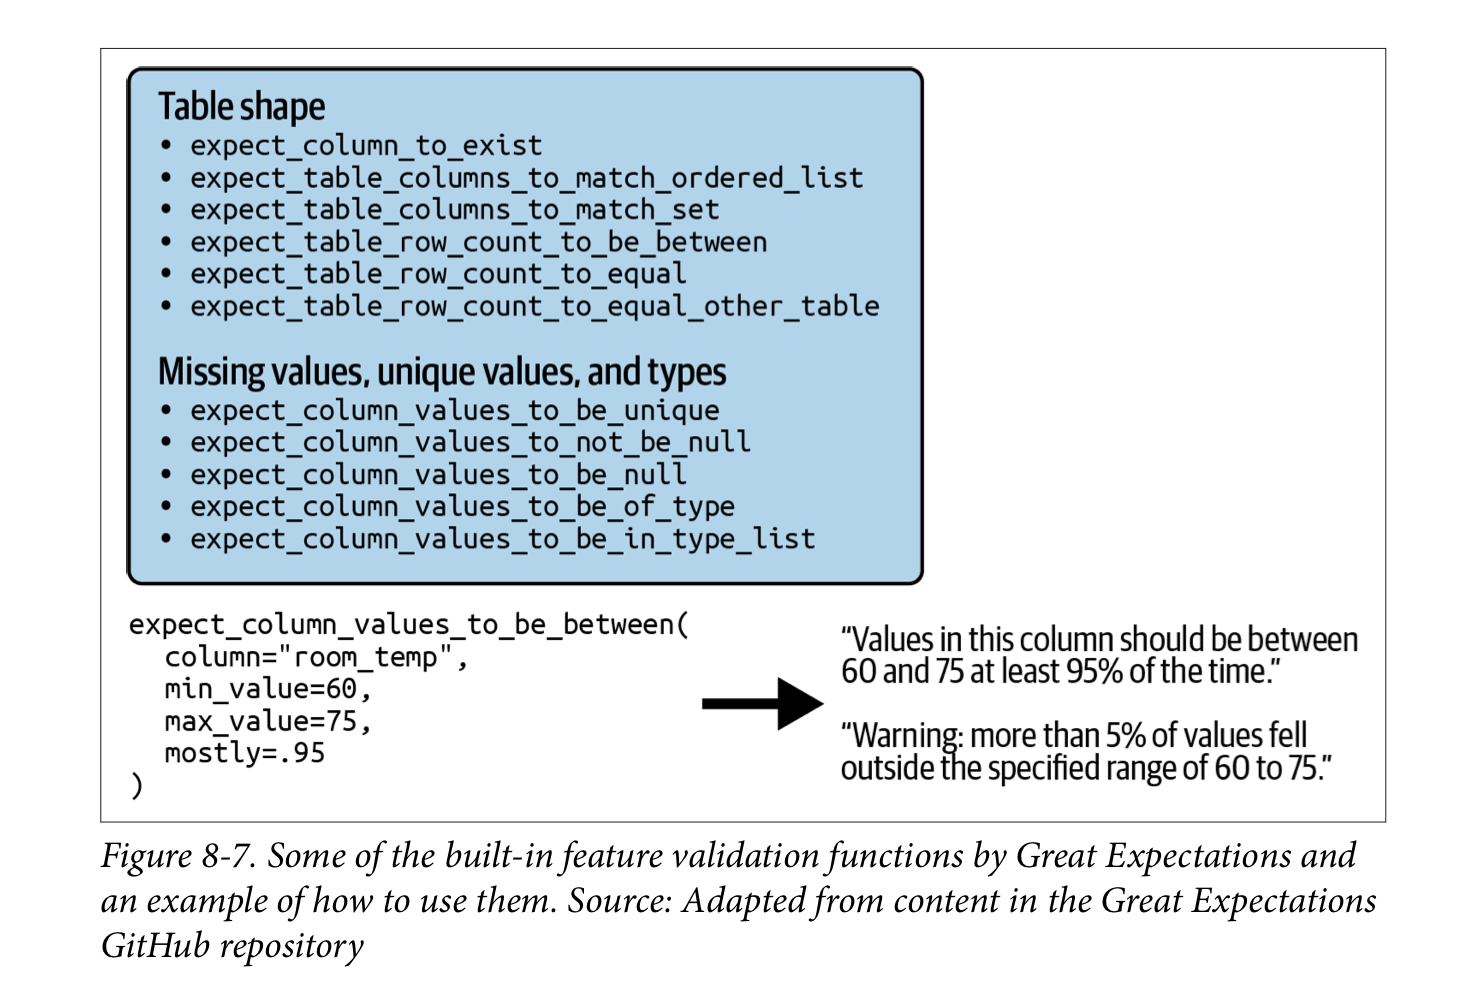 Table shape
• expect_column_to_exist
• expect_table_columns_to_match_ordered_list
• expect_table_columns_to_match_set
• expect_table_row_count_to_be_between
• expect_table_row_count_to_equal
• expect_table_row_count_to_equal_other_table
Missing values, unique values, and types
• expect_column_values_to_be_unique
• expect_column_values_to_not_be_null
• expect_column_values_to_be_null
• expect_column_values_to_be_of_type
• expect_column_values_to_be_in_type_list
expect_column_values_to_be_between(
column="room_temp",
min_value=60,
max_value=75,
mostly=.95
)
“Values in this column should be between
60 and 75 at least 95% of the time.”
“Warning: more than 5% of values fell
outside the specified range of 60 to 75.”
Figure 8-7. Some of the built-in feature validation functions by Great Expectations and
an example of how to use them. Source: Adapted from content in the Great Expectations
GitHub repository